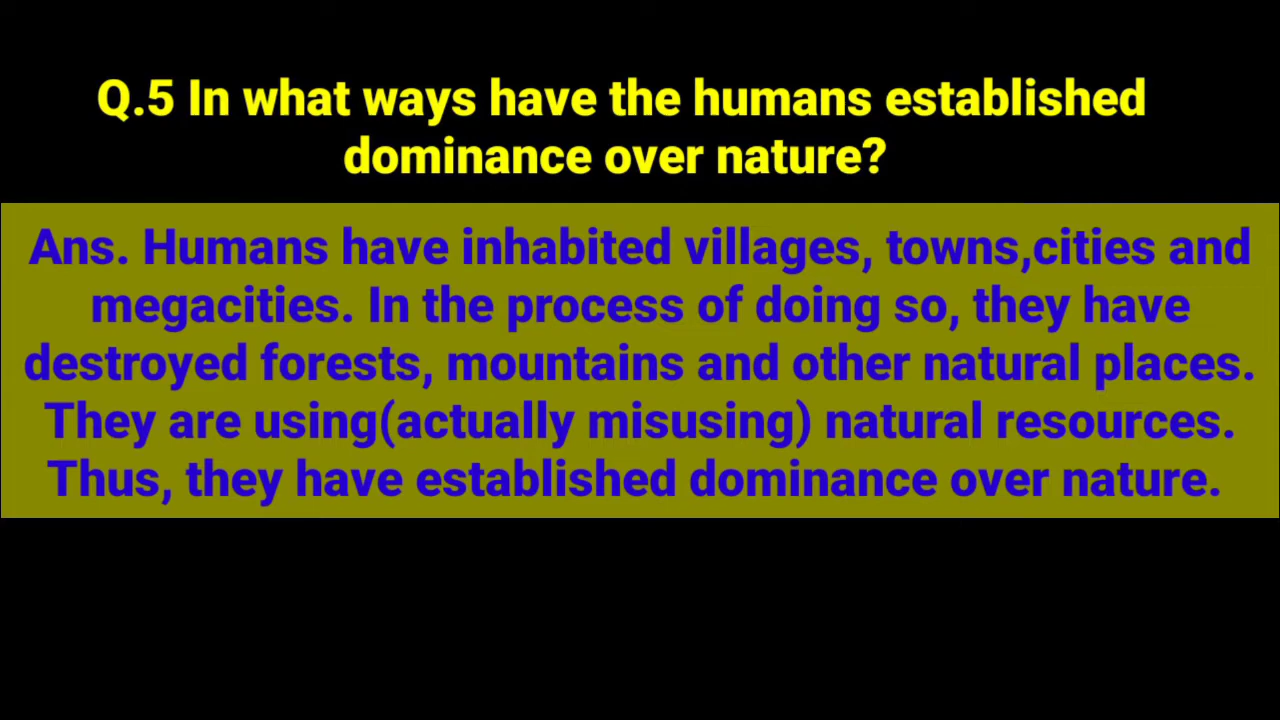 Q.5 In what ways have the humans established
dominance over nature?
Ans. Humans have inhabited villages, towns,cities and
megacities. In the process of doing so, they have
destroyed forests, mountains and other natural places.
They are using(actually misusing) natural resources.
Thus, they have established dominance over nature.